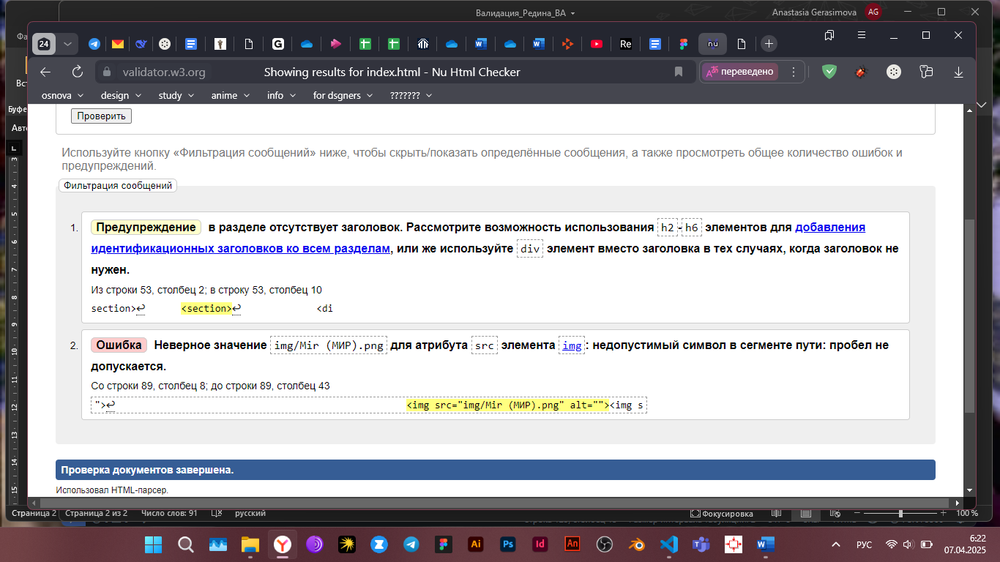 Валидация_Редина_ВА
Anastasia Gerasimova AG
24
nu
validator.w3.org
Showing results for index.html - Nu Html Checker
переведено
osnova design study anime info for dsgners ???????
Проверить
Используйте кнопку «Фильтрация сообщений» ниже, чтобы скрыть/показать определённые сообщения, а также просмотреть общее количество ошибок и
предупреждений.
Фильтрация сообщений
1. Предупреждение в разделе отсутствует заголовок. Рассмотрите возможность использования h2 - h6 элементов для добавления
идентификационных заголовков ко всем разделам, или же используйте div элемент вместо заголовка в тех случаях, когда заголовок не
нужен.
Из строки 53, столбец 2; в строку 53, столбец 10
section>↩ <section>↩ <di
2. Ошибка Неверное значение img/Mir (МИР).png для атрибута src элемента img: недопустимый символ в сегменте пути: пробел не
допускается.
Со строки 89, столбец 8; до строки 89, столбец 43
">↩ <img src="img/Mir (МИР).png" alt=""><img s
Проверка документов завершена.
Использовал HTML-парсер.
Страница 2 Страница 2 из 2 Число слов: 91 русский Фокусировка 100 %
РУС
6:22
07.04.2025